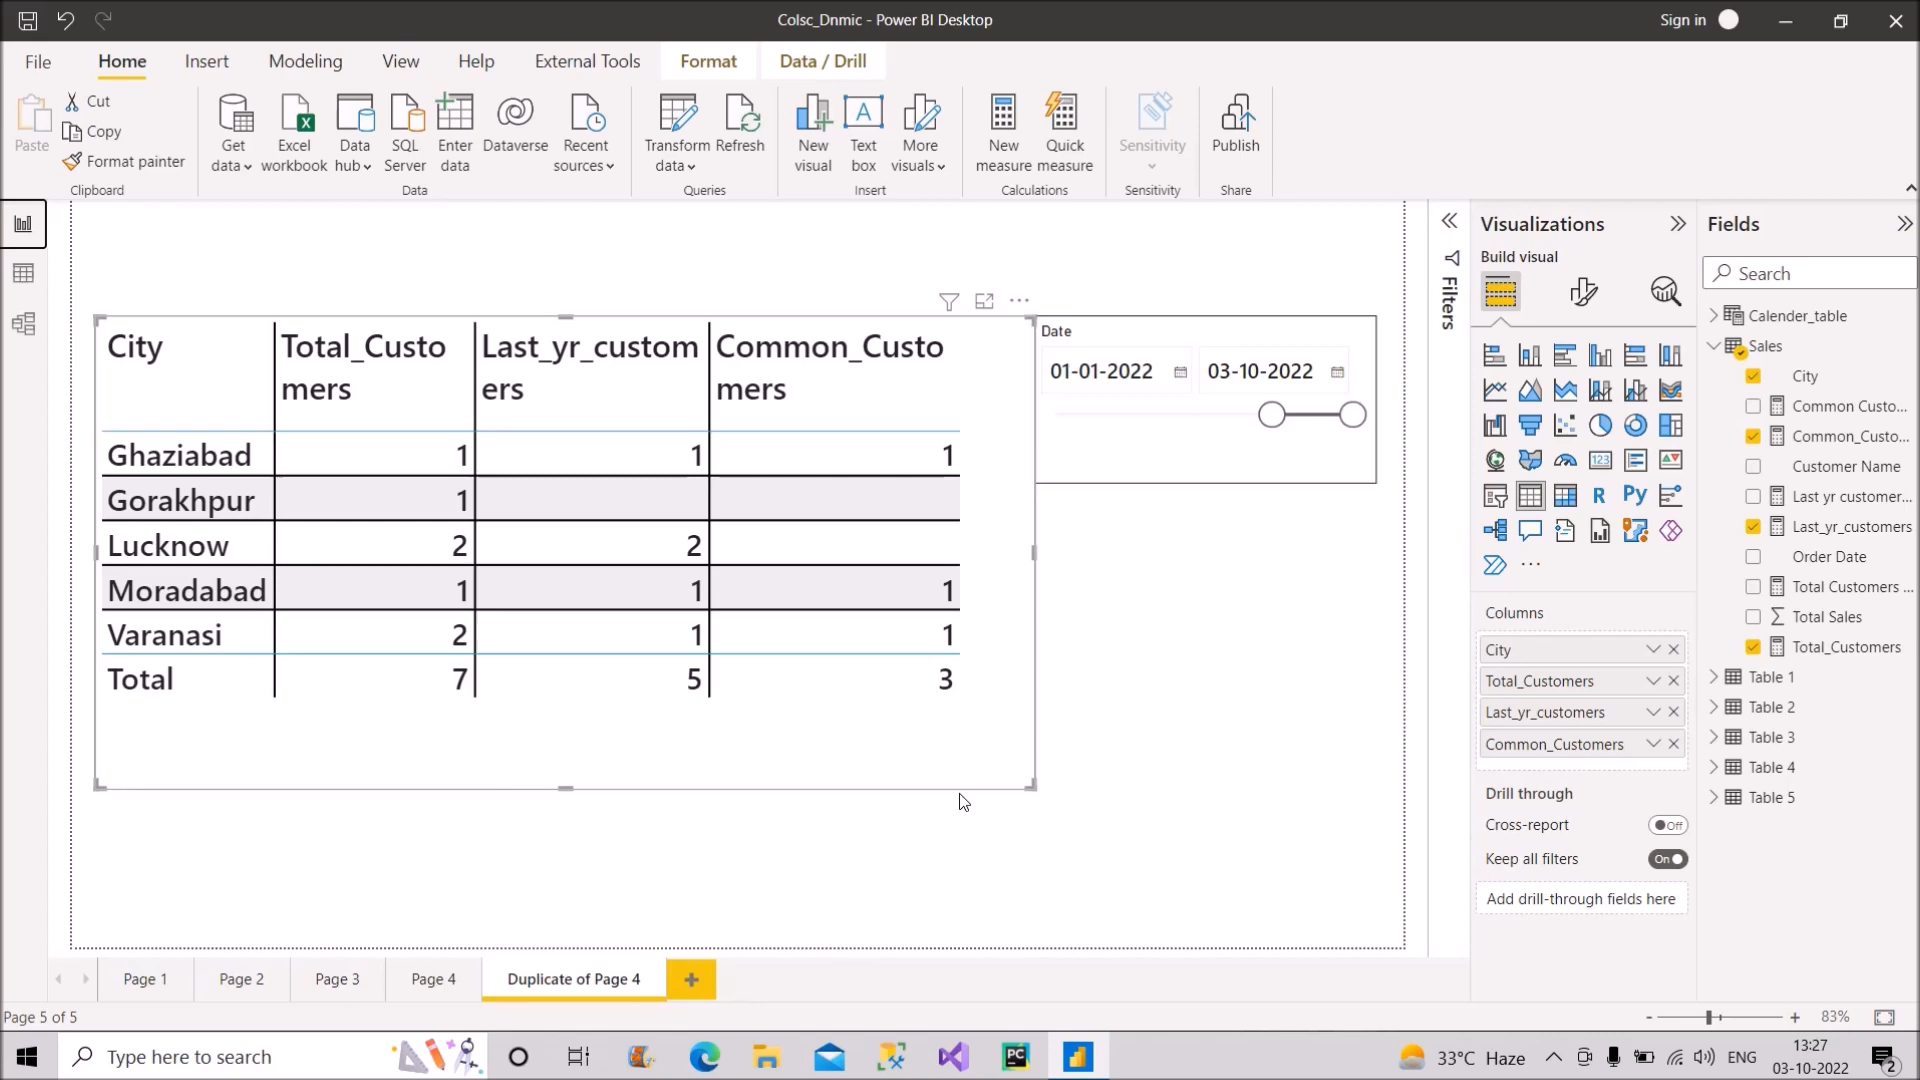 Colsc_Dnmic - Power BI Desktop
Sign in
File Home Insert Modeling View Help External Tools Format Data / Drill
Paste
Cut
Copy
Format painter
Clipboard
Get data
Excel workbook
Data hub
SQL Server
Enter data
Dataverse
Recent sources
Data
Transform data
Refresh
Queries
New visual
Text box
More visuals
Insert
New measure
Quick measure
Calculations
Sensitivity
Sensitivity
Publish
Share
City Total_Customers Last_yr_customers Common_Customers
Ghaziabad 1 1 1
Gorakhpur 1
Lucknow 2 2
Moradabad 1 1 1
Varanasi 2 1 1
Total 7 5 3
Date
01-01-2022 03-10-2022
Filters
Visualizations
Build visual
123
R
Py
Columns
City
Total_Customers
Last_yr_customers
Common_Customers
Drill through
Cross-report Off
Keep all filters On
Add drill-through fields here
Fields
Search
Calender_table
Sales
City
Common Custo...
Common_Custo...
Customer Name
Last yr customer...
Last_yr_customers
Order Date
Total Customers ...
Total Sales
Total_Customers
Table 1
Table 2
Table 3
Table 4
Table 5
Page 1 Page 2 Page 3 Page 4 Duplicate of Page 4 +
Page 5 of 5
- + 83%
Type here to search
PC
33°C Haze
ENG
13:27
03-10-2022
2